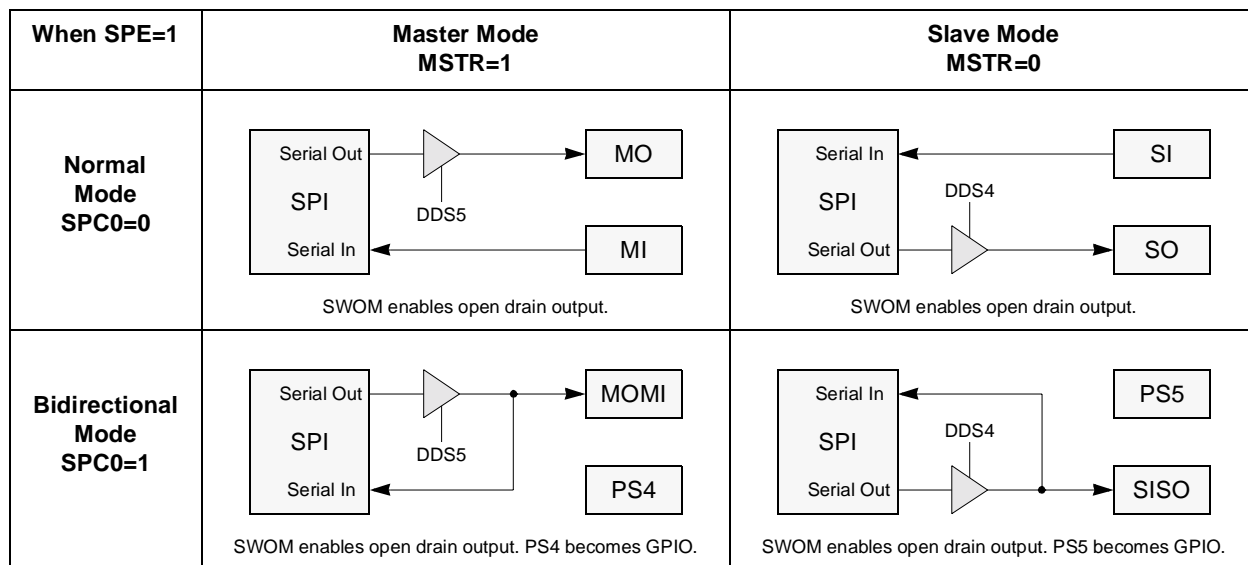 When SPE=1
Master Mode
MSTR=1
Slave Mode
MSTR=0
Normal
Mode
SPC0=0
Serial Out
SPI
Serial In
DDS5
MO
MI
SWOM enables open drain output.
Serial In
SPI
Serial Out
DDS4
SI
SO
SWOM enables open drain output.
Bidirectional
Mode
SPC0=1
Serial Out
SPI
Serial In
DDS5
MOMI
PS4
SWOM enables open drain output. PS4 becomes GPIO.
Serial In
SPI
Serial Out
DDS4
PS5
SISO
SWOM enables open drain output. PS5 becomes GPIO.